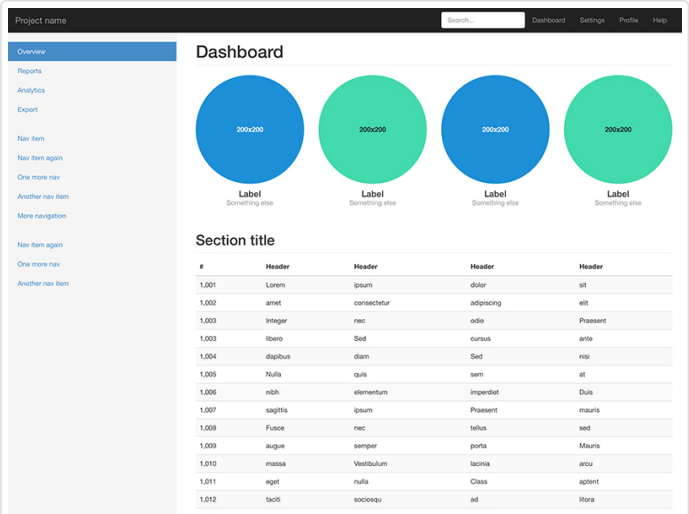 Project name Search... Dashboard Settings Profile Help
Overview
Reports
Analytics
Export
Nav item
Nav item again
One more nav
Another nav item
More navigation
Nav item again
One more nav
Another nav item
Dashboard
200x200 200x200 200x200 200x200
Label Label Label Label
Something else Something else Something else Something else
Section title
# Header Header Header Header
1,001 Lorem ipsum dolor sit
1,002 amet consectetur adipiscing elit
1,003 Integer nec odio Praesent
1,003 libero Sed cursus ante
1,004 dapibus diam Sed nisi
1,005 Nulla quis sem at
1,006 nibh elementum imperdiet Duis
1,007 sagittis ipsum Praesent mauris
1,008 Fusce nec tellus sed
1,009 augue semper porta Mauris
1,010 massa Vestibulum lacinia arcu
1,011 eget nulla Class aptent
1,012 taciti sociosqu ad litora